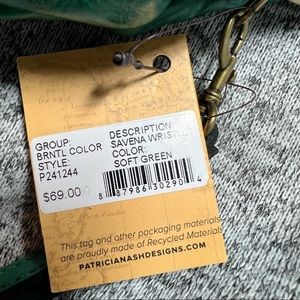 GROUP: DESCRIPTION:
BRNTL COLOR SAVENA WRISTL
STYLE: COLOR:
P241244 SOFT GREEN
$69.00
8 87986 30290 4
This tag and other packaging materials
are proudly made of Recycled Materials
PATRICIANASHDESIGNS.COM